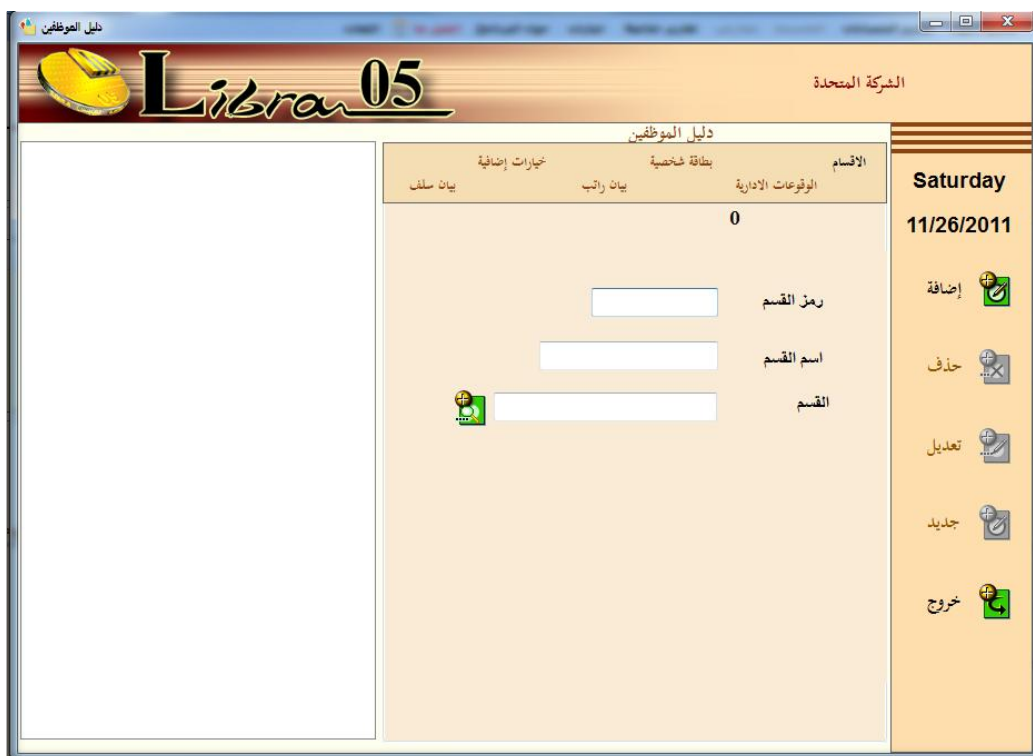 دليل الموظفين
Libra 05
الشركة المتحدة
دليل الموظفين
الاقسام بطاقة شخصية خيارات إضافية
الوقوعات الادارية بيان راتب بيان سلف
0
رمز القسم
اسم القسم
القسم
Saturday
11/26/2011
إضافة
حذف
تعديل
جديد
خروج